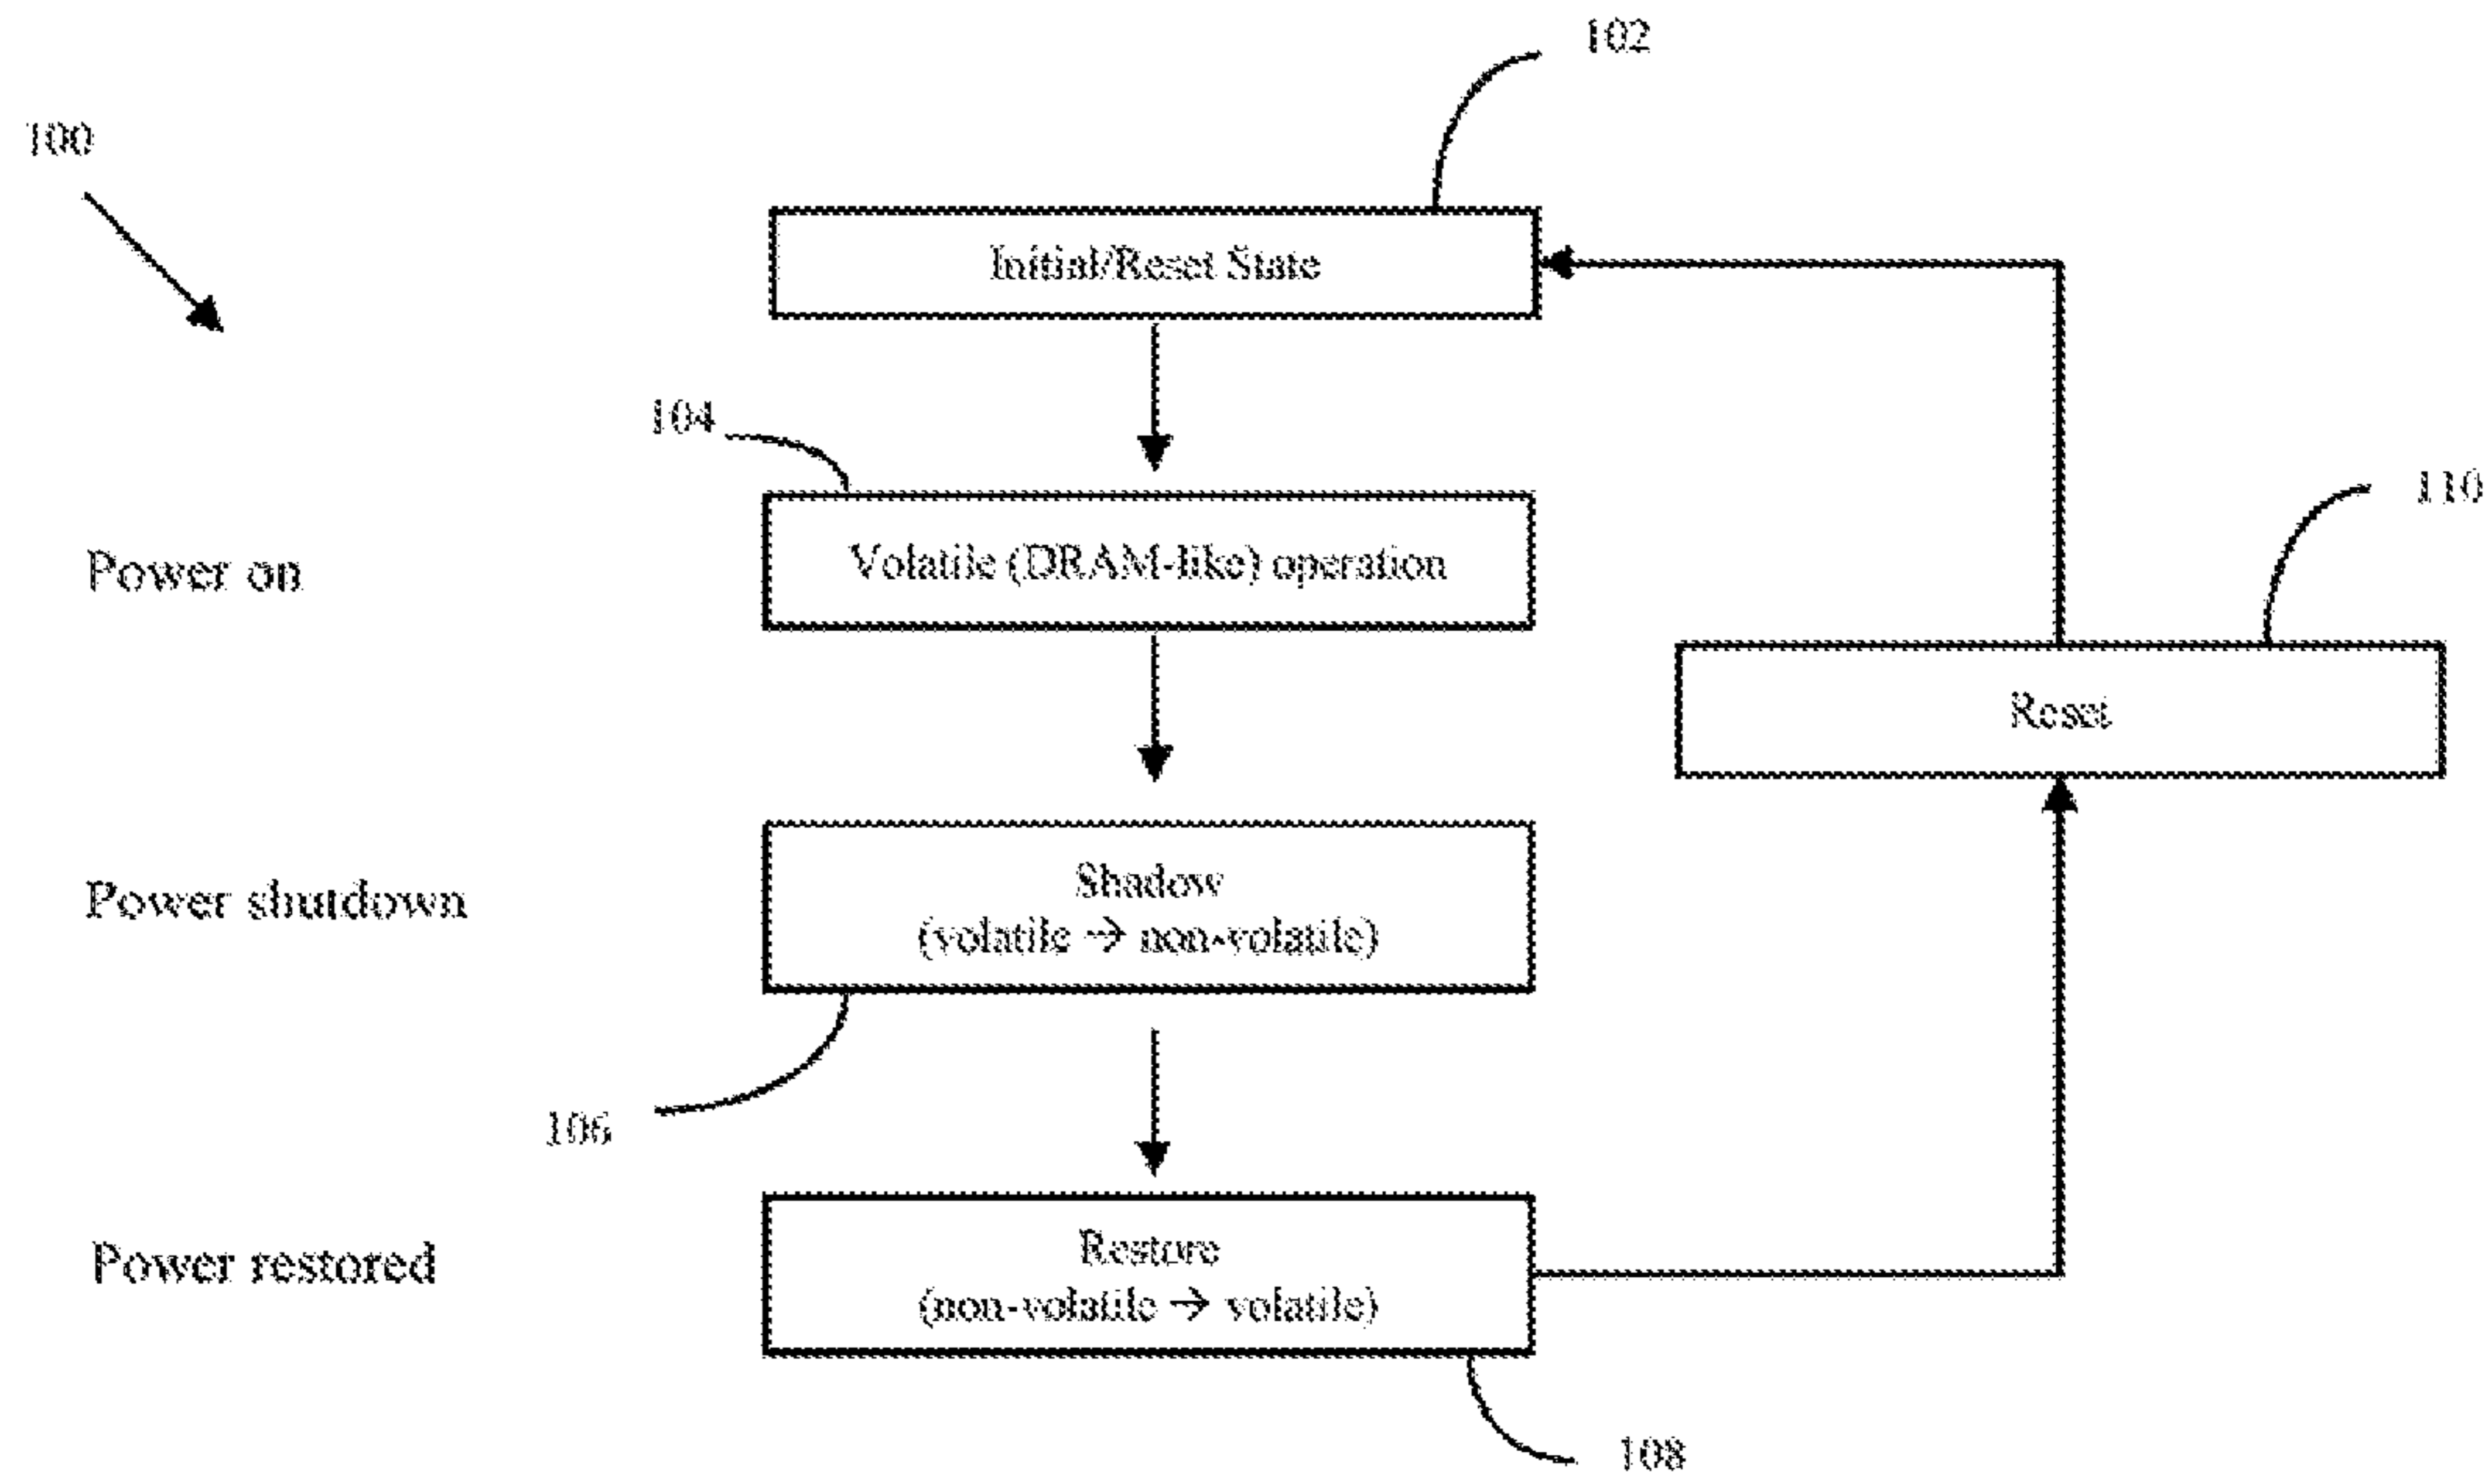 102
100
Initial/Reset State
104
110
Power on
Volatile (DRAM-like) operation
Reset
Power shutdown
Shadow
(volatile → non-volatile)
106
Power restored
Restore
(non-volatile → volatile)
108